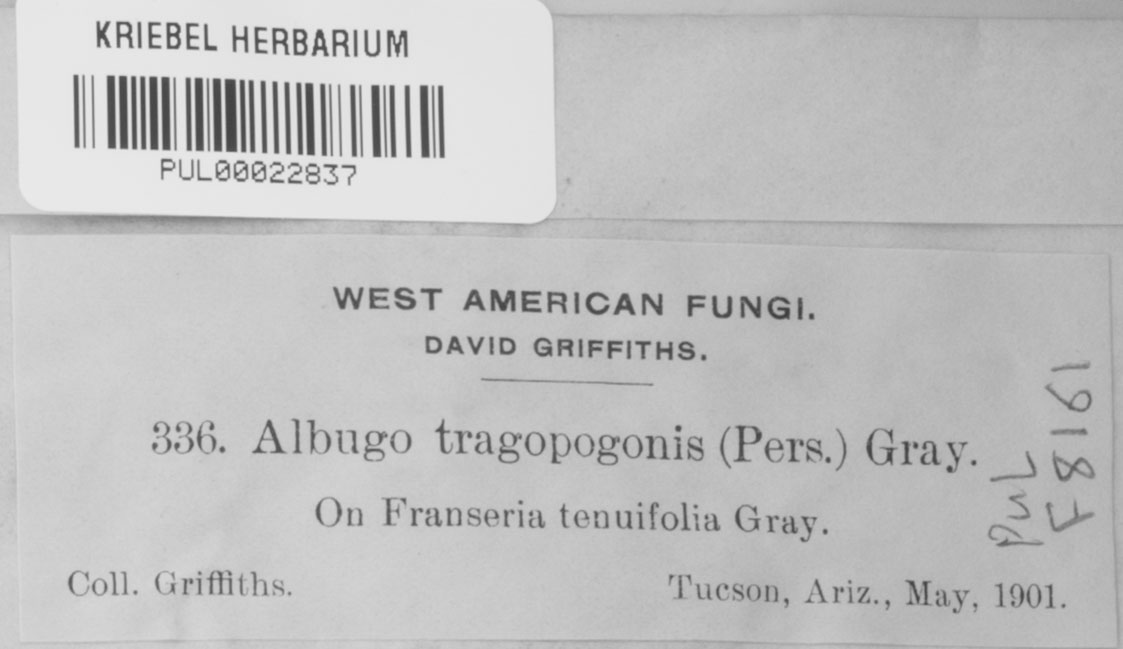 KRIEBEL HERBARIUM
PUL00022837
WEST AMERICAN FUNGI.
DAVID GRIFFITHS.
336. Albugo tragopogonis (Pers.) Gray.
On Franseria tenuifolia Gray.
Coll. Griffiths.
Tucson, Ariz., May, 1901.
PUL
F8191